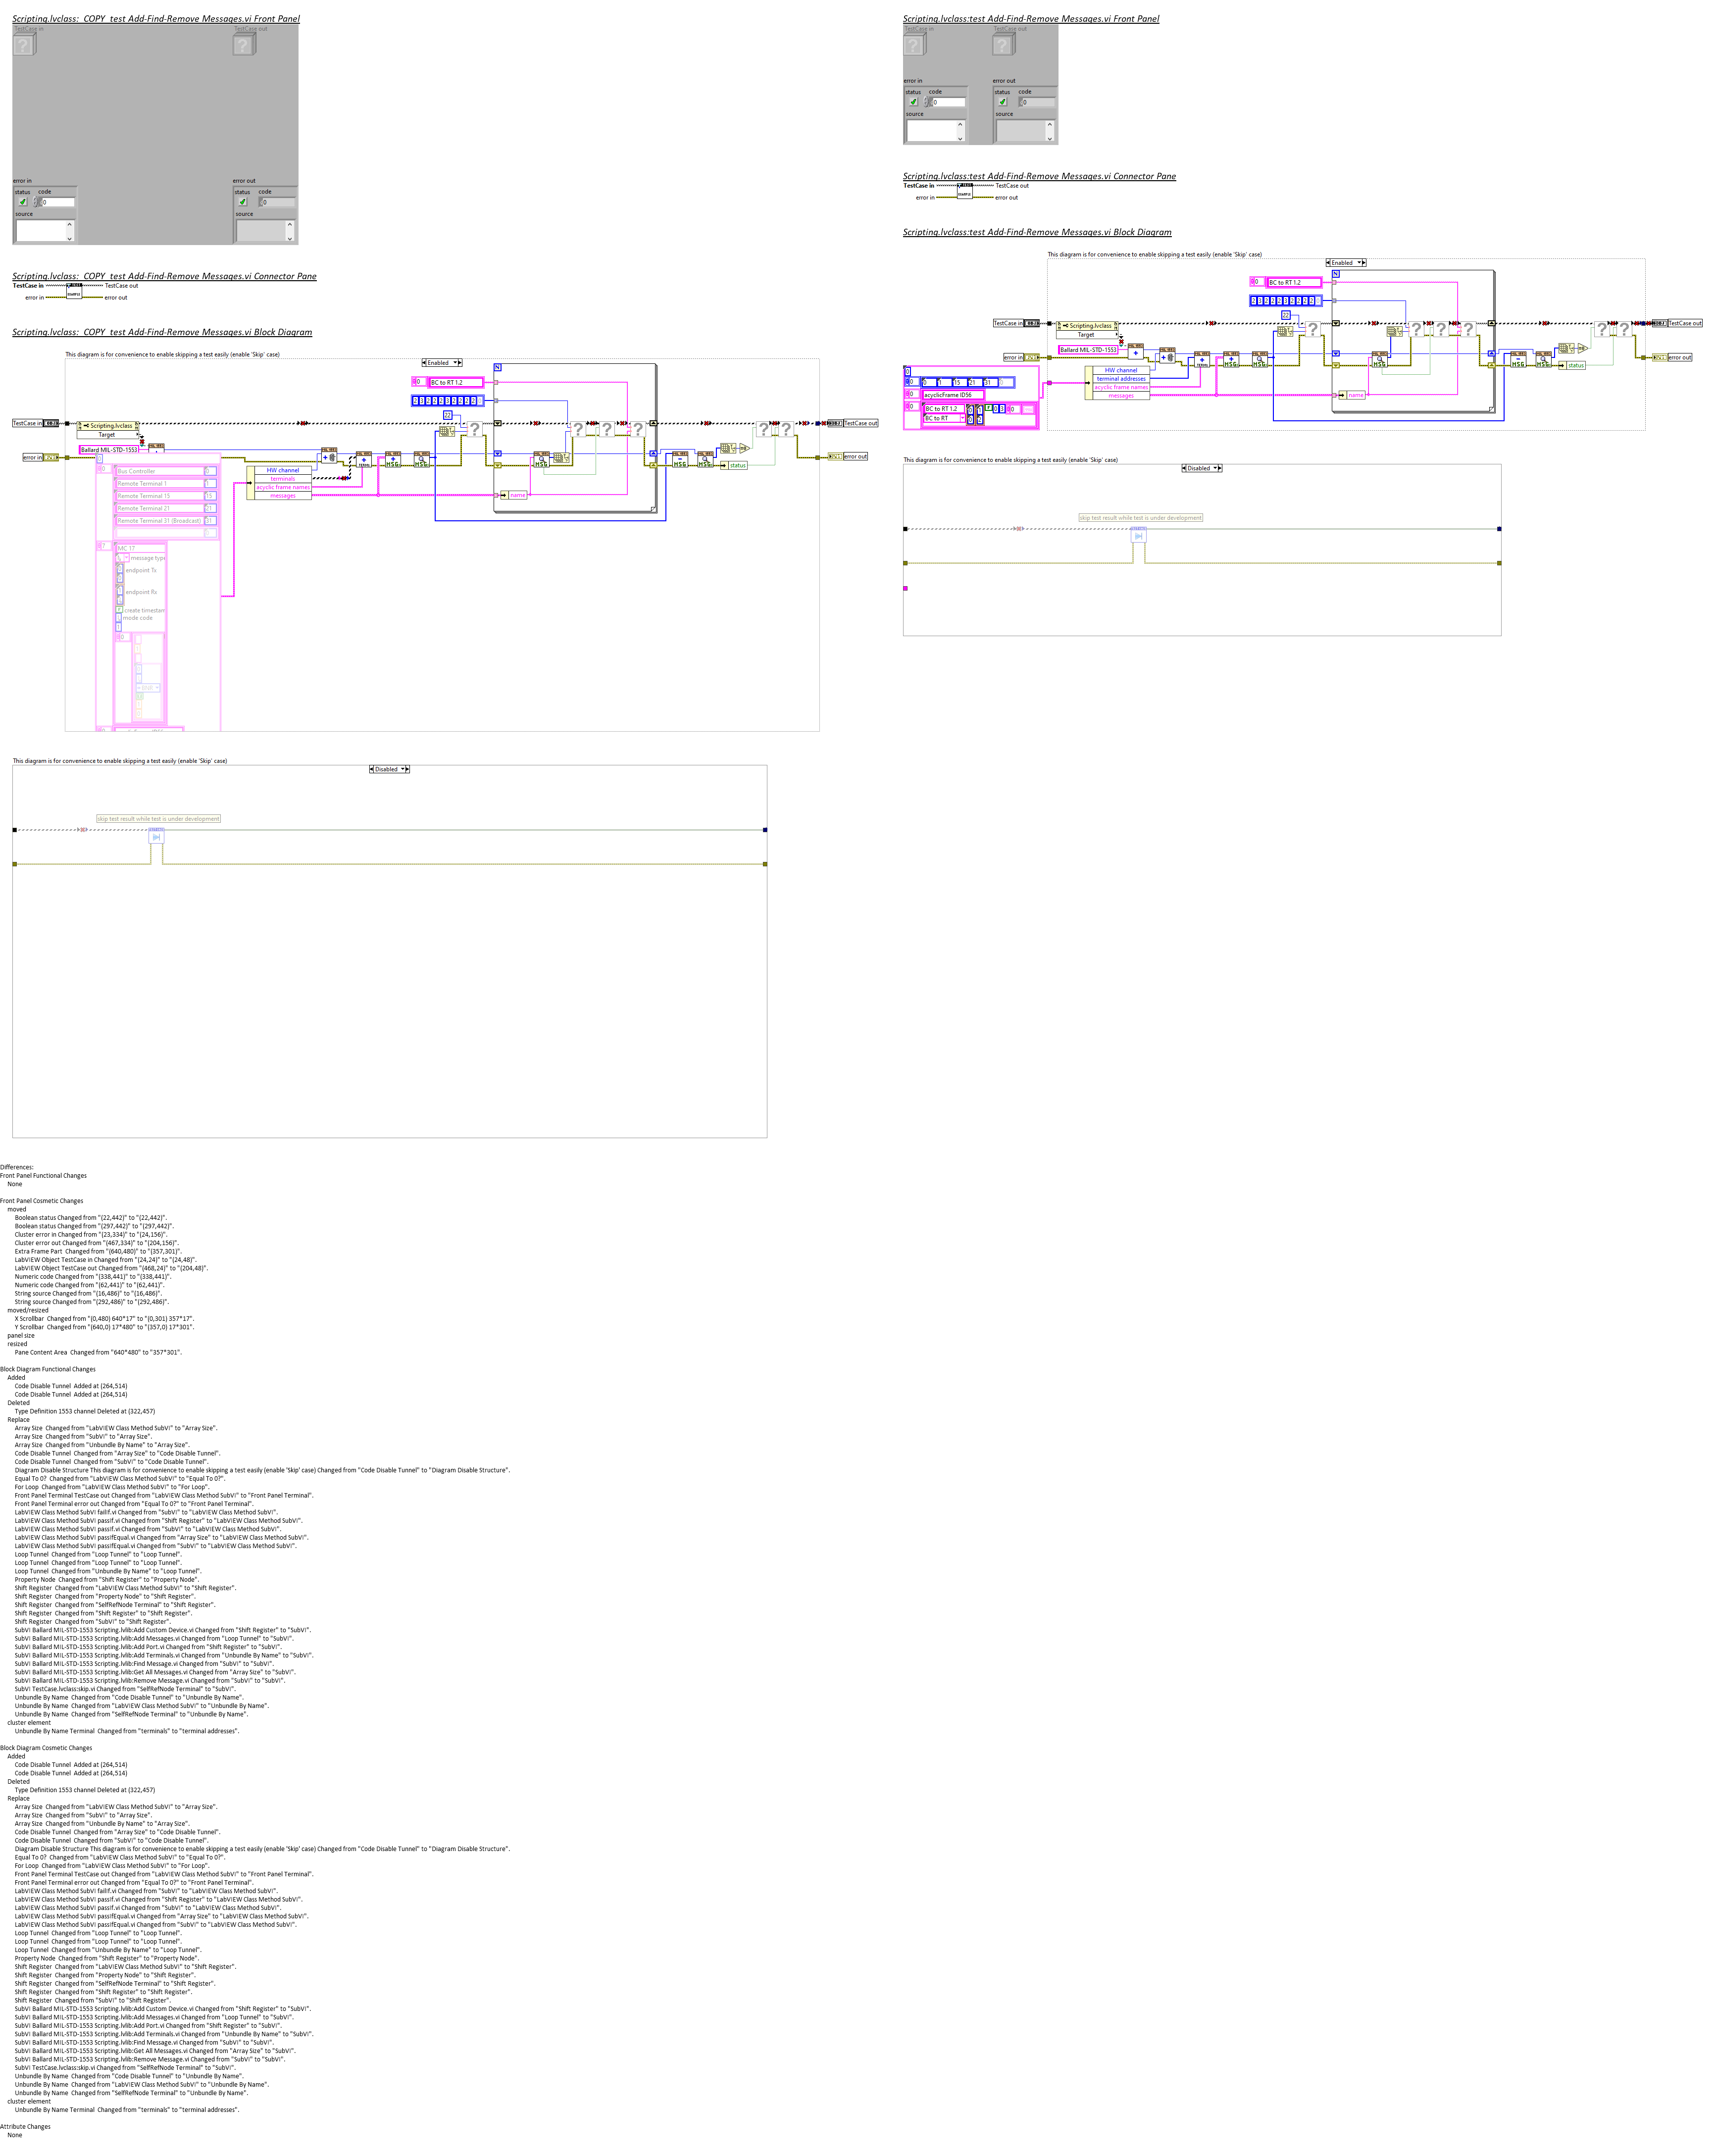 Scripting.lvclass:_COPY_test Add-Find-Remove Messages.vi Front Panel
TestCase in
TestCase out
error in
error out
status code
status code
0
0
source
source
Scripting.lvclass:_COPY_test Add-Find-Remove Messages.vi Connector Pane
TestCase in
TestCase out
error in
error out
Scripting.lvclass:_COPY_test Add-Find-Remove Messages.vi Block Diagram
This diagram is for convenience to enable skipping a test easily (enable 'Skip' case)
Enabled
N
BC to RT 1.2
22
TestCase in
Scripting.lvclass
Target
TestCase out
Ballard MIL-STD-1553
error in
error out
HW channel
terminals
acyclic frame names
messages
name
status
Bus Controller
Remote Terminal 1
1
Remote Terminal 15
15
Remote Terminal 21
21
Remote Terminal 31 (Broadcast)
31
MC 17
message type
endpoint Tx
endpoint Rx
create timestam
mode code
This diagram is for convenience to enable skipping a test easily (enable 'Skip' case)
Disabled
skip test result while test is under development
Scripting.lvclass:test Add-Find-Remove Messages.vi Front Panel
TestCase in
TestCase out
error in
error out
status code
status code
0
0
source
source
Scripting.lvclass:test Add-Find-Remove Messages.vi Connector Pane
TestCase in
TestCase out
error in
error out
Scripting.lvclass:test Add-Find-Remove Messages.vi Block Diagram
This diagram is for convenience to enable skipping a test easily (enable 'Skip' case)
Enabled
N
BC to RT 1.2
22
TestCase in
Scripting.lvclass
Target
TestCase out
Ballard MIL-STD-1553
error in
error out
HW channel
terminal addresses
acyclic frame names
messages
name
status
0 1 15 21 31
acyclicFrame ID56
BC to RT 1.2
BC to RT
This diagram is for convenience to enable skipping a test easily (enable 'Skip' case)
Disabled
skip test result while test is under development
Differences:
Front Panel Functional Changes
None
Front Panel Cosmetic Changes
moved
Boolean status Changed from "(22,442)" to "(22,442)".
Boolean status Changed from "(297,442)" to "(297,442)".
Cluster error in Changed from "(23,334)" to "(24,156)".
Cluster error out Changed from "(467,334)" to "(204,156)".
Extra Frame Part  Changed from "(640,480)" to "(357,301)".
LabVIEW Object TestCase in Changed from "(24,24)" to "(24,48)".
LabVIEW Object TestCase out Changed from "(468,24)" to "(204,48)".
Numeric code Changed from "(338,441)" to "(338,441)".
Numeric code Changed from "(62,441)" to "(62,441)".
String source Changed from "(16,486)" to "(16,486)".
String source Changed from "(292,486)" to "(292,486)".
moved/resized
X Scrollbar  Changed from "(0,480) 640*17" to "(0,301) 357*17".
Y Scrollbar  Changed from "(640,0) 17*480" to "(357,0) 17*301".
panel size
resized
Pane Content Area  Changed from "640*480" to "357*301".
Block Diagram Functional Changes
Added
Code Disable Tunnel  Added at (264,514)
Code Disable Tunnel  Added at (264,514)
Deleted
Type Definition 1553 channel Deleted at (322,457)
Replace
Array Size  Changed from "LabVIEW Class Method SubVI" to "Array Size".
Array Size  Changed from "SubVI" to "Array Size".
Array Size  Changed from "Unbundle By Name" to "Array Size".
Code Disable Tunnel  Changed from "Array Size" to "Code Disable Tunnel".
Code Disable Tunnel  Changed from "SubVI" to "Code Disable Tunnel".
Diagram Disable Structure This diagram is for convenience to enable skipping a test easily (enable 'Skip' case) Changed from "Code Disable Tunnel" to "Diagram Disable Structure".
Equal To 0?  Changed from "LabVIEW Class Method SubVI" to "Equal To 0?".
For Loop  Changed from "LabVIEW Class Method SubVI" to "For Loop".
Front Panel Terminal TestCase out Changed from "LabVIEW Class Method SubVI" to "Front Panel Terminal".
Front Panel Terminal error out Changed from "Equal To 0?" to "Front Panel Terminal".
LabVIEW Class Method SubVI failIf.vi Changed from "SubVI" to "LabVIEW Class Method SubVI".
LabVIEW Class Method SubVI passIf.vi Changed from "Shift Register" to "LabVIEW Class Method SubVI".
LabVIEW Class Method SubVI passIf.vi Changed from "SubVI" to "LabVIEW Class Method SubVI".
LabVIEW Class Method SubVI passIfEqual.vi Changed from "Array Size" to "LabVIEW Class Method SubVI".
LabVIEW Class Method SubVI passIfEqual.vi Changed from "SubVI" to "LabVIEW Class Method SubVI".
Loop Tunnel  Changed from "Loop Tunnel" to "Loop Tunnel".
Loop Tunnel  Changed from "Loop Tunnel" to "Loop Tunnel".
Loop Tunnel  Changed from "Unbundle By Name" to "Loop Tunnel".
Property Node  Changed from "Shift Register" to "Property Node".
Shift Register  Changed from "LabVIEW Class Method SubVI" to "Shift Register".
Shift Register  Changed from "Property Node" to "Shift Register".
Shift Register  Changed from "SelfRefNode Terminal" to "Shift Register".
Shift Register  Changed from "Shift Register" to "Shift Register".
Shift Register  Changed from "SubVI" to "Shift Register".
SubVI Ballard MIL-STD-1553 Scripting.lvlib:Add Custom Device.vi Changed from "Shift Register" to "SubVI".
SubVI Ballard MIL-STD-1553 Scripting.lvlib:Add Messages.vi Changed from "Loop Tunnel" to "SubVI".
SubVI Ballard MIL-STD-1553 Scripting.lvlib:Add Port.vi Changed from "Shift Register" to "SubVI".
SubVI Ballard MIL-STD-1553 Scripting.lvlib:Add Terminals.vi Changed from "Unbundle By Name" to "SubVI".
SubVI Ballard MIL-STD-1553 Scripting.lvlib:Find Message.vi Changed from "SubVI" to "SubVI".
SubVI Ballard MIL-STD-1553 Scripting.lvlib:Get All Messages.vi Changed from "Array Size" to "SubVI".
SubVI Ballard MIL-STD-1553 Scripting.lvlib:Remove Message.vi Changed from "SubVI" to "SubVI".
SubVI TestCase.lvclass:skip.vi Changed from "SelfRefNode Terminal" to "SubVI".
Unbundle By Name  Changed from "Code Disable Tunnel" to "Unbundle By Name".
Unbundle By Name  Changed from "LabVIEW Class Method SubVI" to "Unbundle By Name".
Unbundle By Name  Changed from "SelfRefNode Terminal" to "Unbundle By Name".
cluster element
Unbundle By Name Terminal  Changed from "terminals" to "terminal addresses".
Block Diagram Cosmetic Changes
Added
Code Disable Tunnel  Added at (264,514)
Code Disable Tunnel  Added at (264,514)
Deleted
Type Definition 1553 channel Deleted at (322,457)
Replace
Array Size  Changed from "LabVIEW Class Method SubVI" to "Array Size".
Array Size  Changed from "SubVI" to "Array Size".
Array Size  Changed from "Unbundle By Name" to "Array Size".
Code Disable Tunnel  Changed from "Array Size" to "Code Disable Tunnel".
Code Disable Tunnel  Changed from "SubVI" to "Code Disable Tunnel".
Diagram Disable Structure This diagram is for convenience to enable skipping a test easily (enable 'Skip' case) Changed from "Code Disable Tunnel" to "Diagram Disable Structure".
Equal To 0?  Changed from "LabVIEW Class Method SubVI" to "Equal To 0?".
For Loop  Changed from "LabVIEW Class Method SubVI" to "For Loop".
Front Panel Terminal TestCase out Changed from "LabVIEW Class Method SubVI" to "Front Panel Terminal".
Front Panel Terminal error out Changed from "Equal To 0?" to "Front Panel Terminal".
LabVIEW Class Method SubVI failIf.vi Changed from "SubVI" to "LabVIEW Class Method SubVI".
LabVIEW Class Method SubVI passIf.vi Changed from "Shift Register" to "LabVIEW Class Method SubVI".
LabVIEW Class Method SubVI passIf.vi Changed from "SubVI" to "LabVIEW Class Method SubVI".
LabVIEW Class Method SubVI passIfEqual.vi Changed from "Array Size" to "LabVIEW Class Method SubVI".
LabVIEW Class Method SubVI passIfEqual.vi Changed from "SubVI" to "LabVIEW Class Method SubVI".
Loop Tunnel  Changed from "Loop Tunnel" to "Loop Tunnel".
Loop Tunnel  Changed from "Loop Tunnel" to "Loop Tunnel".
Loop Tunnel  Changed from "Unbundle By Name" to "Loop Tunnel".
Property Node  Changed from "Shift Register" to "Property Node".
Shift Register  Changed from "LabVIEW Class Method SubVI" to "Shift Register".
Shift Register  Changed from "Property Node" to "Shift Register".
Shift Register  Changed from "SelfRefNode Terminal" to "Shift Register".
Shift Register  Changed from "Shift Register" to "Shift Register".
Shift Register  Changed from "SubVI" to "Shift Register".
SubVI Ballard MIL-STD-1553 Scripting.lvlib:Add Custom Device.vi Changed from "Shift Register" to "SubVI".
SubVI Ballard MIL-STD-1553 Scripting.lvlib:Add Messages.vi Changed from "Loop Tunnel" to "SubVI".
SubVI Ballard MIL-STD-1553 Scripting.lvlib:Add Port.vi Changed from "Shift Register" to "SubVI".
SubVI Ballard MIL-STD-1553 Scripting.lvlib:Add Terminals.vi Changed from "Unbundle By Name" to "SubVI".
SubVI Ballard MIL-STD-1553 Scripting.lvlib:Find Message.vi Changed from "SubVI" to "SubVI".
SubVI Ballard MIL-STD-1553 Scripting.lvlib:Get All Messages.vi Changed from "Array Size" to "SubVI".
SubVI Ballard MIL-STD-1553 Scripting.lvlib:Remove Message.vi Changed from "SubVI" to "SubVI".
SubVI TestCase.lvclass:skip.vi Changed from "SelfRefNode Terminal" to "SubVI".
Unbundle By Name  Changed from "Code Disable Tunnel" to "Unbundle By Name".
Unbundle By Name  Changed from "LabVIEW Class Method SubVI" to "Unbundle By Name".
Unbundle By Name  Changed from "SelfRefNode Terminal" to "Unbundle By Name".
cluster element
Unbundle By Name Terminal  Changed from "terminals" to "terminal addresses".
Attribute Changes
None